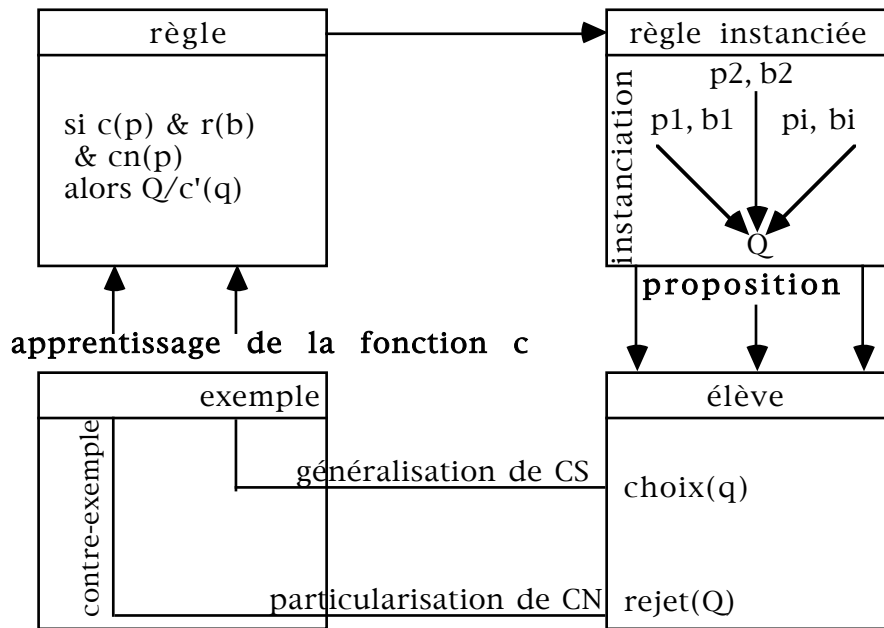 règle
si c(p) & r(b)
& cn(p)
alors Q/c'(q)
règle instanciée
instanciation
p2, b2
p1, b1
pi, bi
Q
proposition
apprentissage de la fonction c
exemple
contre-exemple
élève
généralisation de CS
choix(q)
particularisation de CN
rejet(Q)